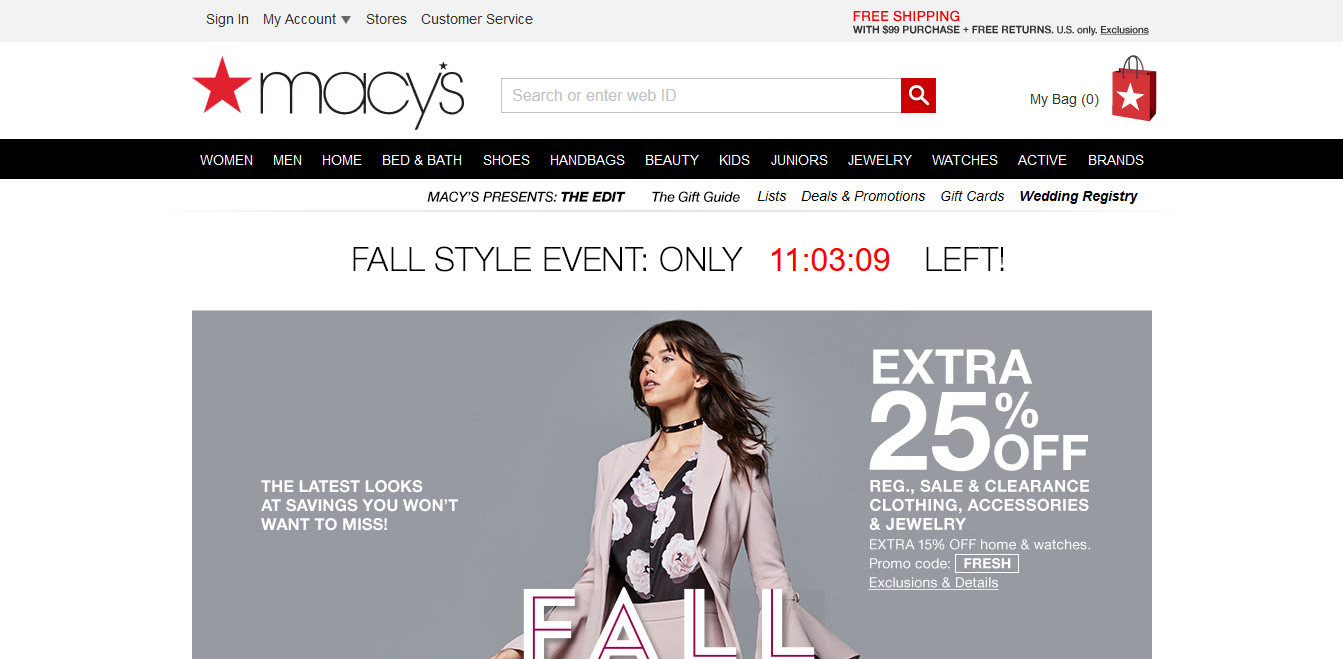 Sign In My Account Stores Customer Service
FREE SHIPPING
WITH $99 PURCHASE + FREE RETURNS. U.S. only. Exclusions
macy's
Search or enter web ID
My Bag (0)
WOMEN MEN HOME BED & BATH SHOES HANDBAGS BEAUTY KIDS JUNIORS JEWELRY WATCHES ACTIVE BRANDS
MACY'S PRESENTS: THE EDIT The Gift Guide Lists Deals & Promotions Gift Cards Wedding Registry
FALL STYLE EVENT: ONLY 11:03:09 LEFT!
THE LATEST LOOKS
AT SAVINGS YOU WON'T
WANT TO MISS!
EXTRA
25% OFF
REG., SALE & CLEARANCE
CLOTHING, ACCESSORIES
& JEWELRY
EXTRA 15% OFF home & watches.
Promo code: FRESH
Exclusions & Details
FALL